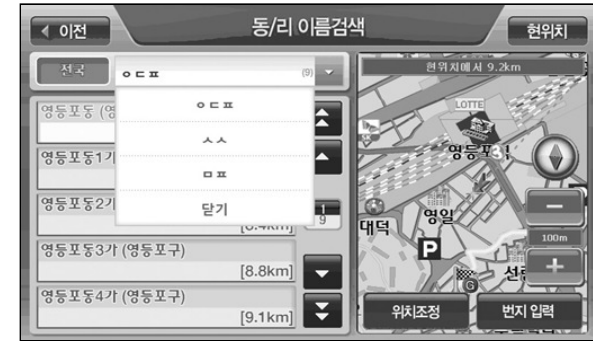 이전
동/리 이름검색
현위치
전국
ㅇㄷㅍ
(9)
ㅇㄷㅍ
ㅅㅅ
ㅁㅍ
닫기
영등포동 (영
영등포동1가
영등포동2가
[8.4km]
영등포동3가 (영등포구)
[8.8km]
영등포동4가 (영등포구)
[9.1km]
1
9
현위치에서 9.2km
LOTTE
영등포
영일
대덕
P
G
100m
위치조정
번지 입력